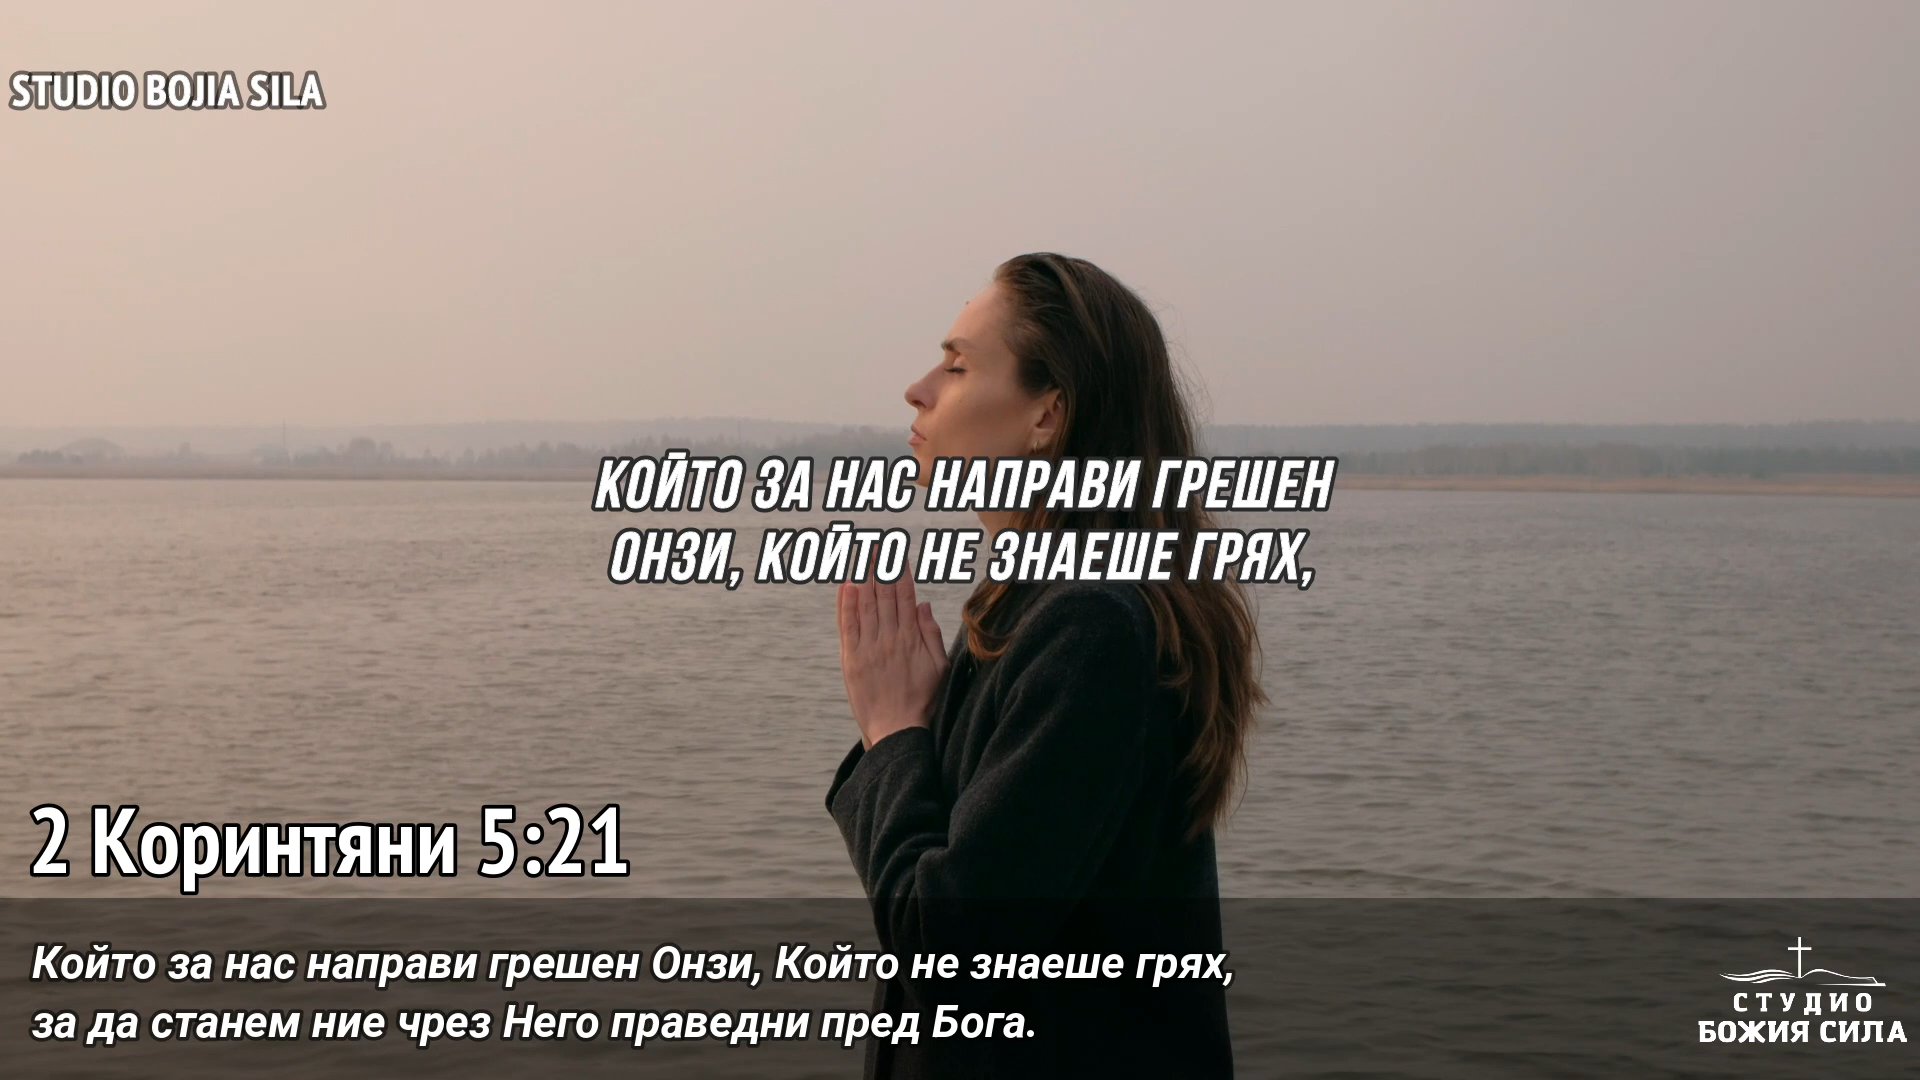 STUDIO BOJIA SILA
КОЙТО ЗА НАС НАПРАВИ ГРЕШЕН
ОНЗИ, КОЙТО НЕ ЗНАЕШЕ ГРЯХ,
2 Коринтяни 5:21
Който за нас направи грешен Онзи, Който не знаеше грях,
за да станем ние чрез Него праведни пред Бога.
СТУДИО
БОЖИЯ СИЛА